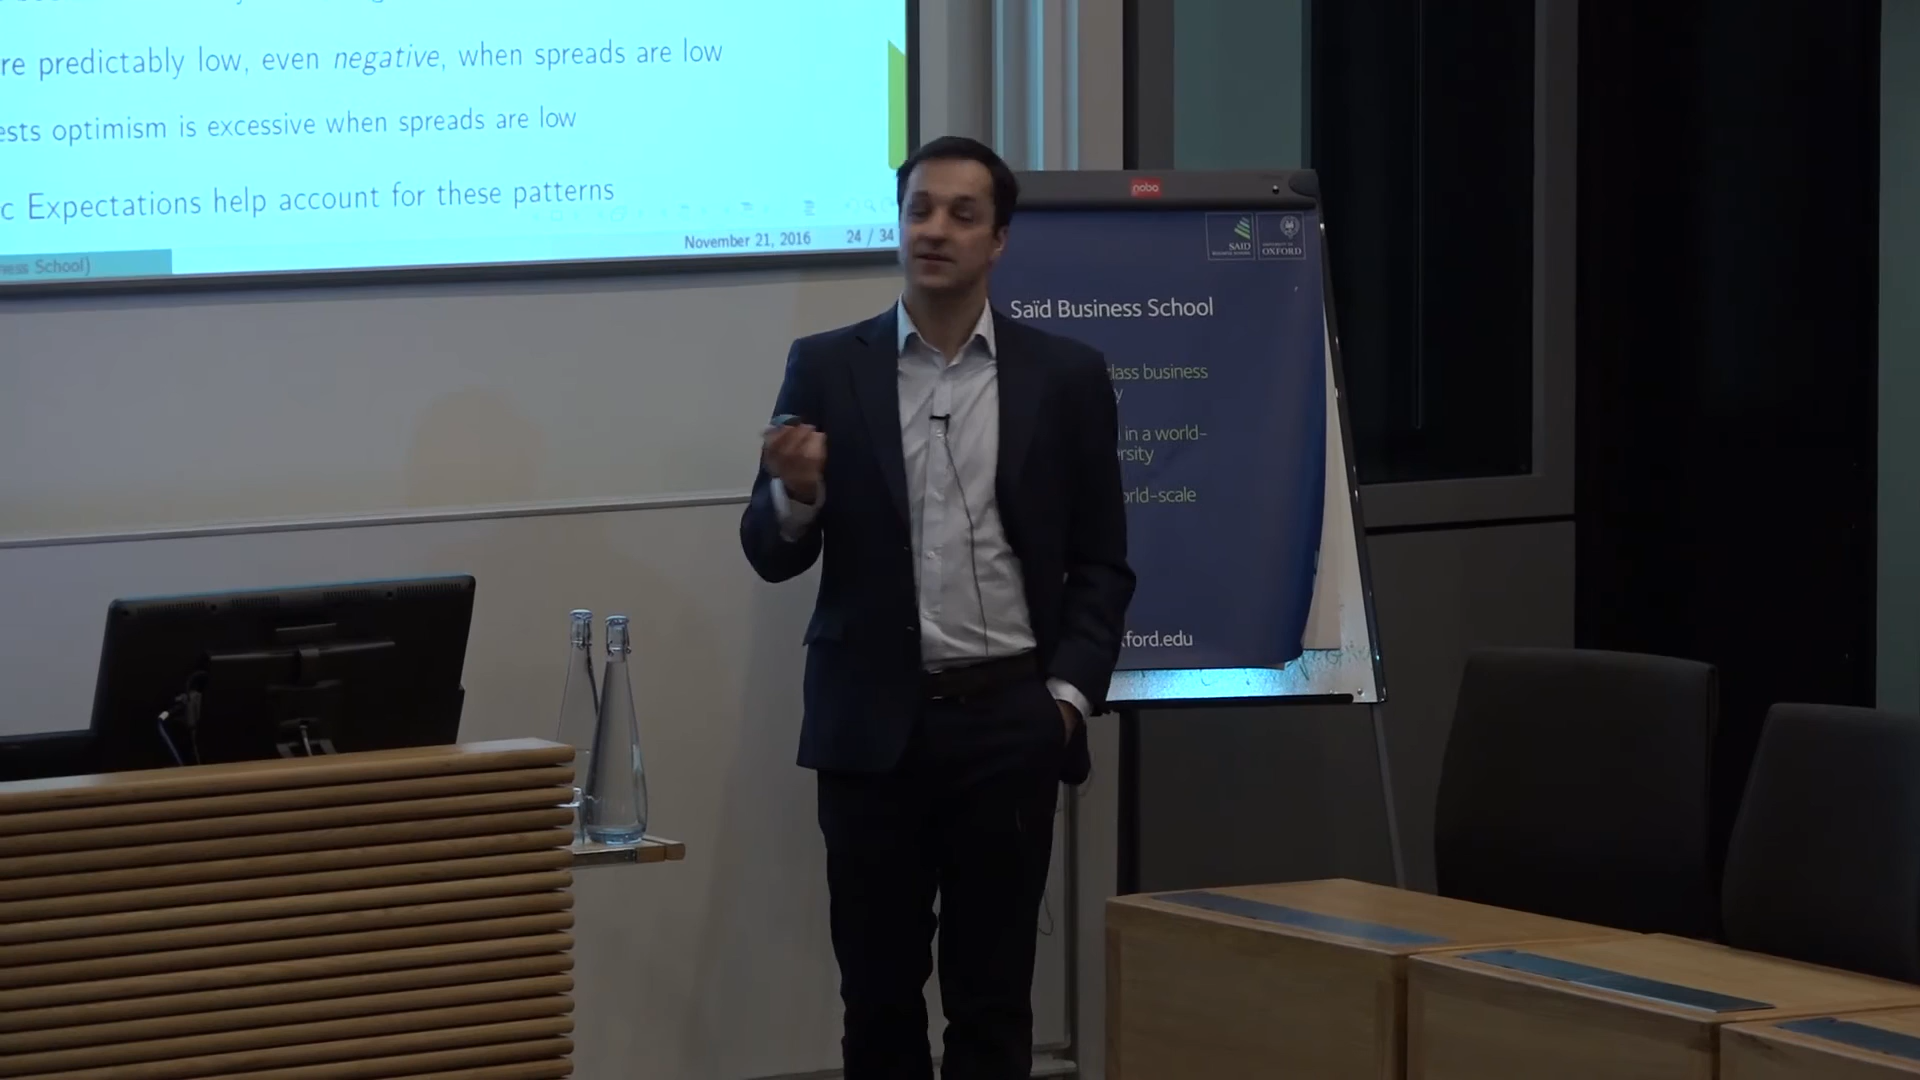 re predictably low, even negative, when spreads are low
ests optimism is excessive when spreads are low
c Expectations help account for these patterns
November 21, 2016 24 / 34
ness School)
nobo
SAÏD
OXFORD
Saïd Business School
class business
y
in a world-
rsity
orld-scale
xford.edu